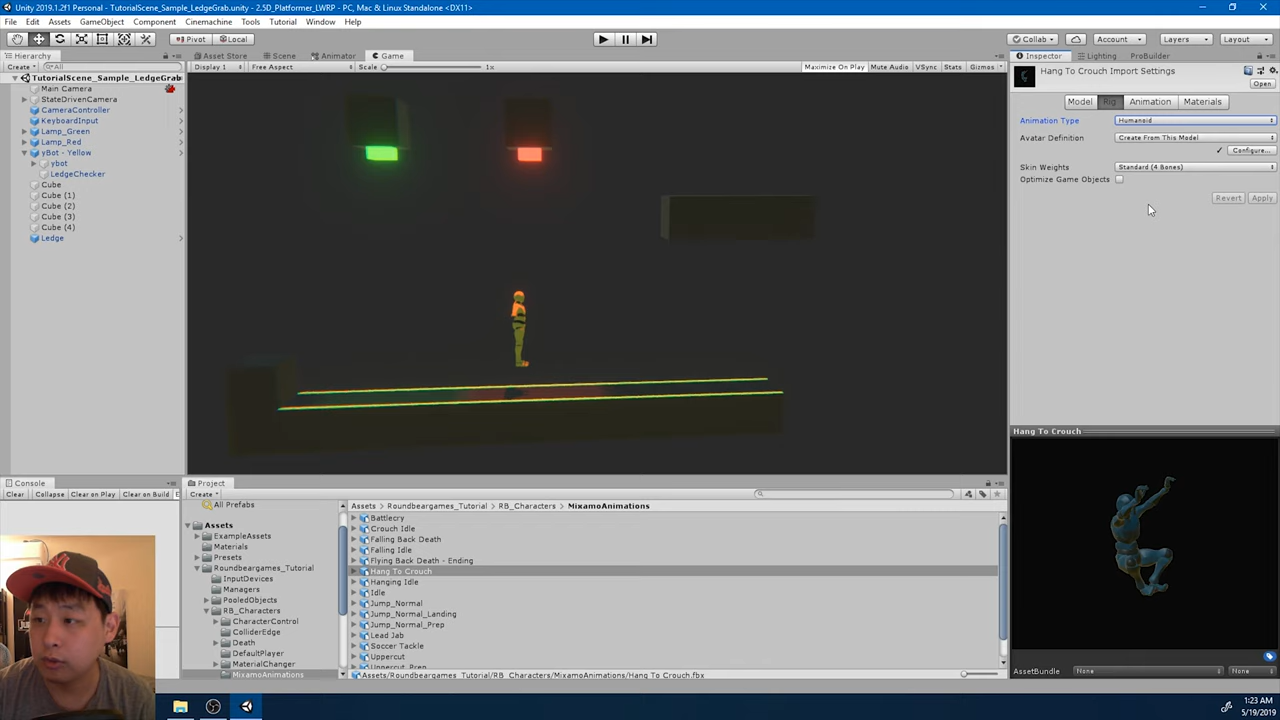 Unity 2019.1.2f1 Personal - TutorialScene_Sample_LedgeGrab.unity - 2.5D_Platformer_LWRP - PC, Mac & Linux Standalone <DX11>
File Edit Assets GameObject Component Cinemachine Tools Tutorial Window Help
Pivot Local Collab Account Layers Layout
Hierarchy Asset Store Scene Animator Game Inspector Lighting ProBuilder
Create All Display 1 Free Aspect Scale 1x Maximize On Play Mute Audio VSync Stats Gizmos
Hang To Crouch Import Settings
Open
TutorialScene_Sample_LedgeGrab
Main Camera
StateDrivenCamera
CameraController
KeyboardInput
Lamp_Green
Lamp_Red
yBot - Yellow
ybot
LedgeChecker
Cube
Cube (1)
Cube (2)
Cube (3)
Cube (4)
Ledge
Model Rig Animation Materials
Animation Type Humanoid
Avatar Definition Create From This Model
Configure...
Skin Weights Standard (4 Bones)
Optimize Game Objects
Revert Apply
Hang To Crouch
Console
Clear Collapse Clear on Play Clear on Build E
Project
Create
All Prefabs
Assets
ExampleAssets
Materials
Presets
Roundbeargames_Tutorial
InputDevices
Managers
PooledObjects
RB_Characters
CharacterControl
ColliderEdge
Death
DefaultPlayer
MaterialChanger
MixamoAnimations
Assets > Roundbeargames_Tutorial > RB_Characters > MixamoAnimations
Battlecry
Crouch Idle
Falling Back Death
Falling Idle
Flying Back Death - Ending
Hang To Crouch
Hanging Idle
Idle
Jump_Normal
Jump_Normal_Landing
Jump_Normal_Prep
Lead Jab
Soccer Tackle
Uppercut
Uppercut_Prep
Assets/Roundbeargames_Tutorial/RB_Characters/MixamoAnimations/Hang To Crouch.fbx
AssetBundle None None
1:23 AM
5/19/2019